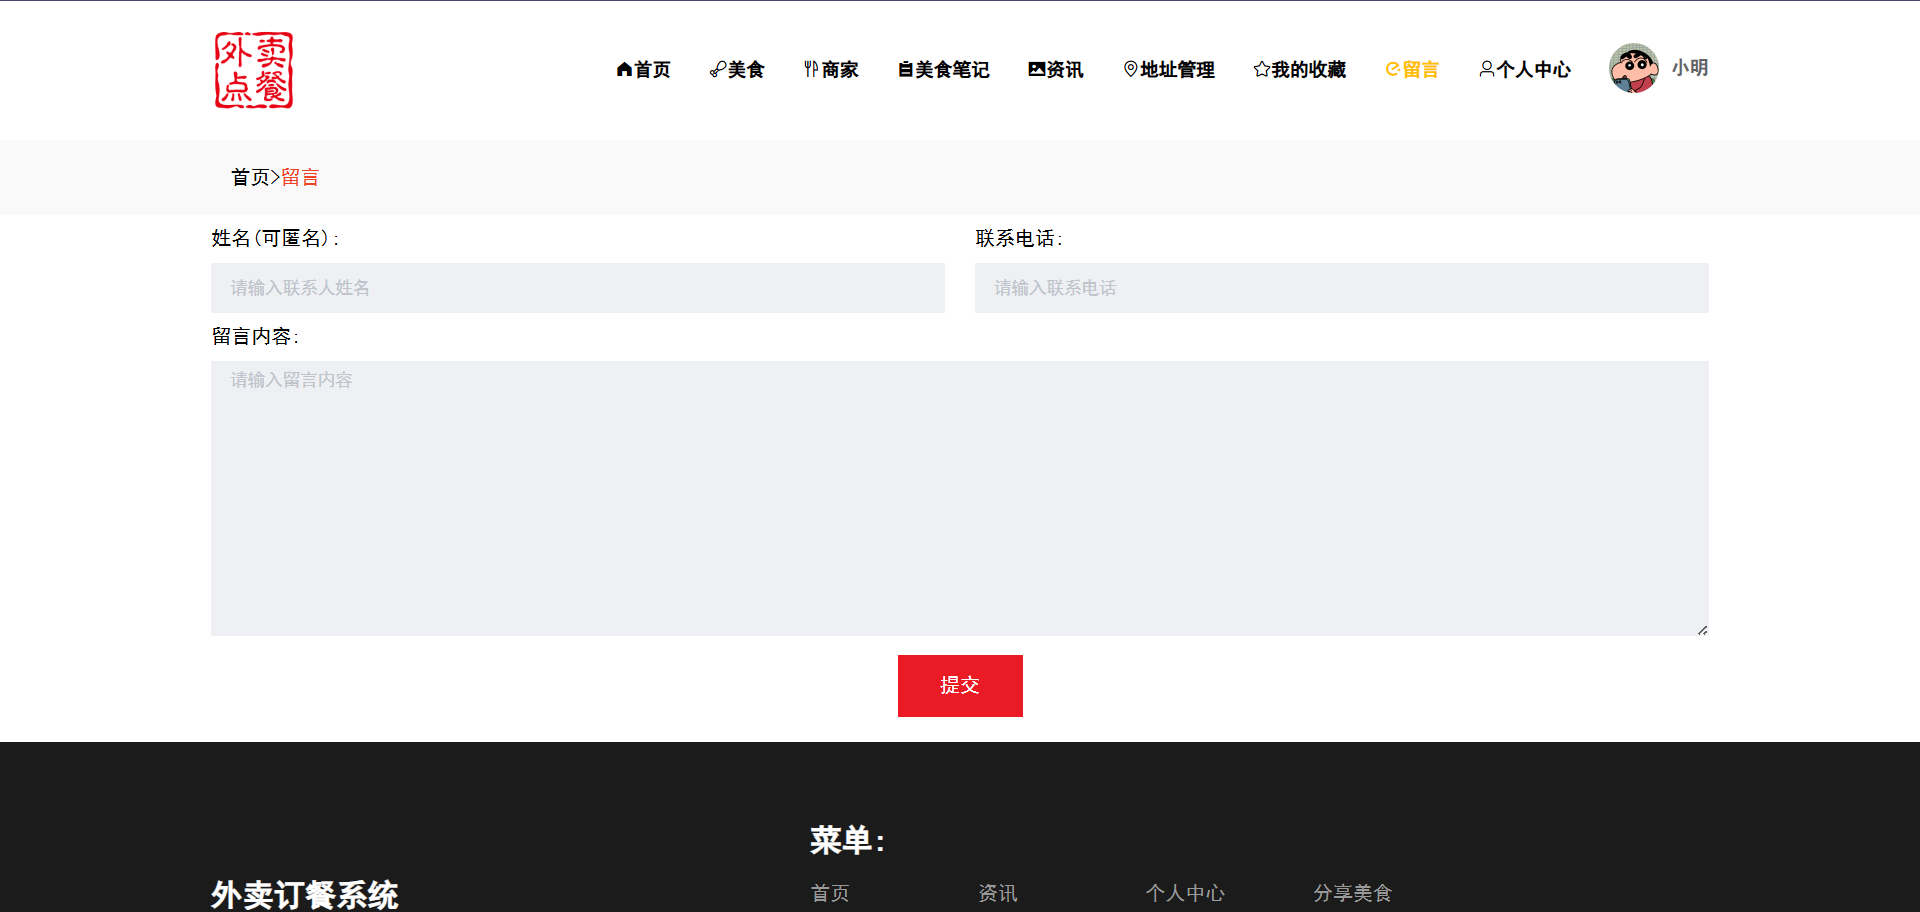 外卖点餐
首页 美食 商家 美食笔记 资讯 地址管理 我的收藏 留言 个人中心 小明
首页>留言
姓名(可匿名): 联系电话:
请输入联系人姓名 请输入联系电话
留言内容:
请输入留言内容
提交
菜单:
外卖订餐系统
首页 资讯 个人中心 分享美食